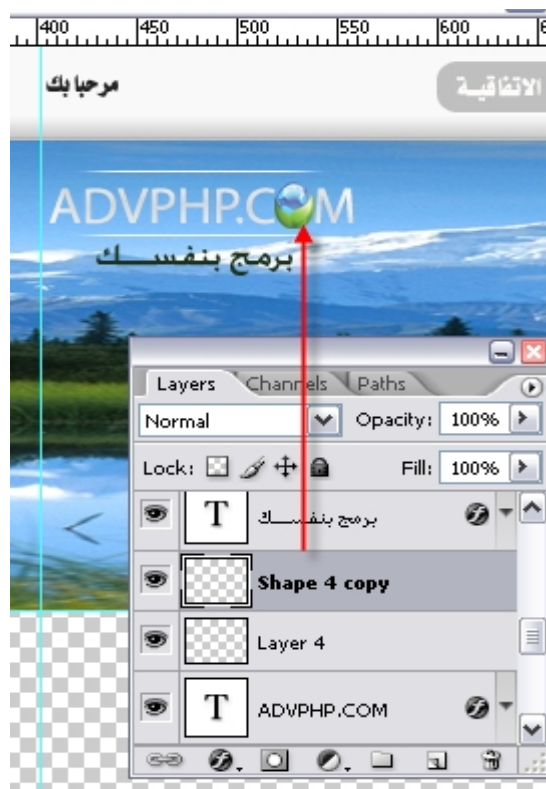 400 450 500 550 600
مرحبا بك
الاتفاقيـة
ADVPHP.COM
برمج بنفســـك
Layers Channels Paths
Normal Opacity: 100%
Lock: Fill: 100%
T برمج بنفســـك
Shape 4 copy
Layer 4
T ADVPHP.COM